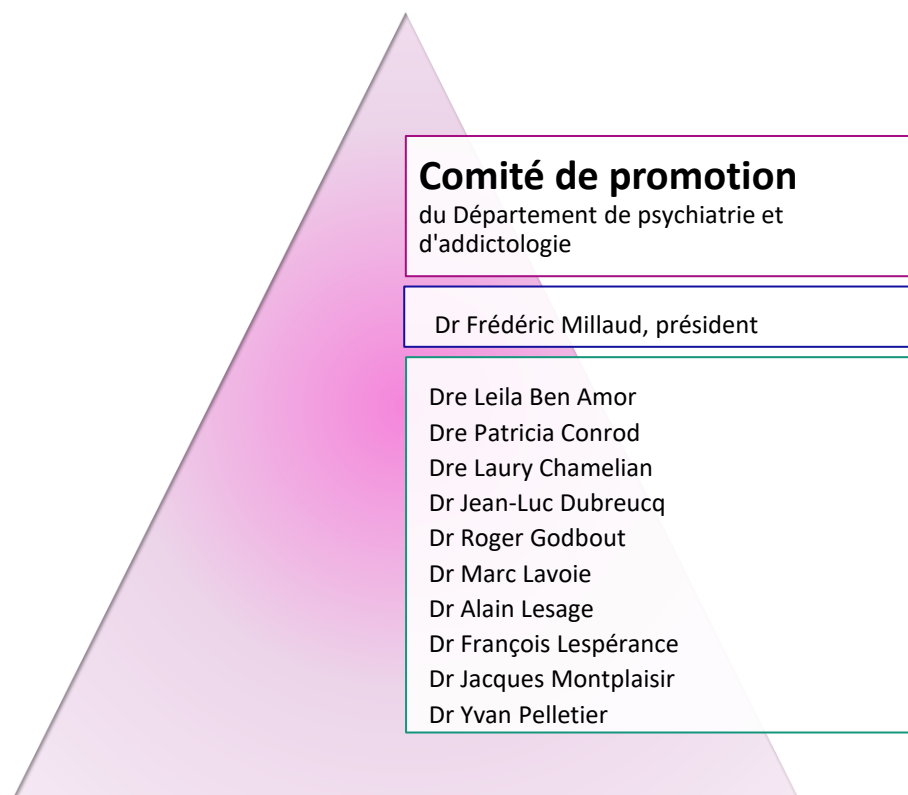 Comité de promotion
du Département de psychiatrie et
d'addictologie
Dr Frédéric Millaud, président
Dre Leila Ben Amor
Dre Patricia Conrod
Dre Laury Chamelian
Dr Jean-Luc Dubreucq
Dr Roger Godbout
Dr Marc Lavoie
Dr Alain Lesage
Dr François Lespérance
Dr Jacques Montplaisir
Dr Yvan Pelletier